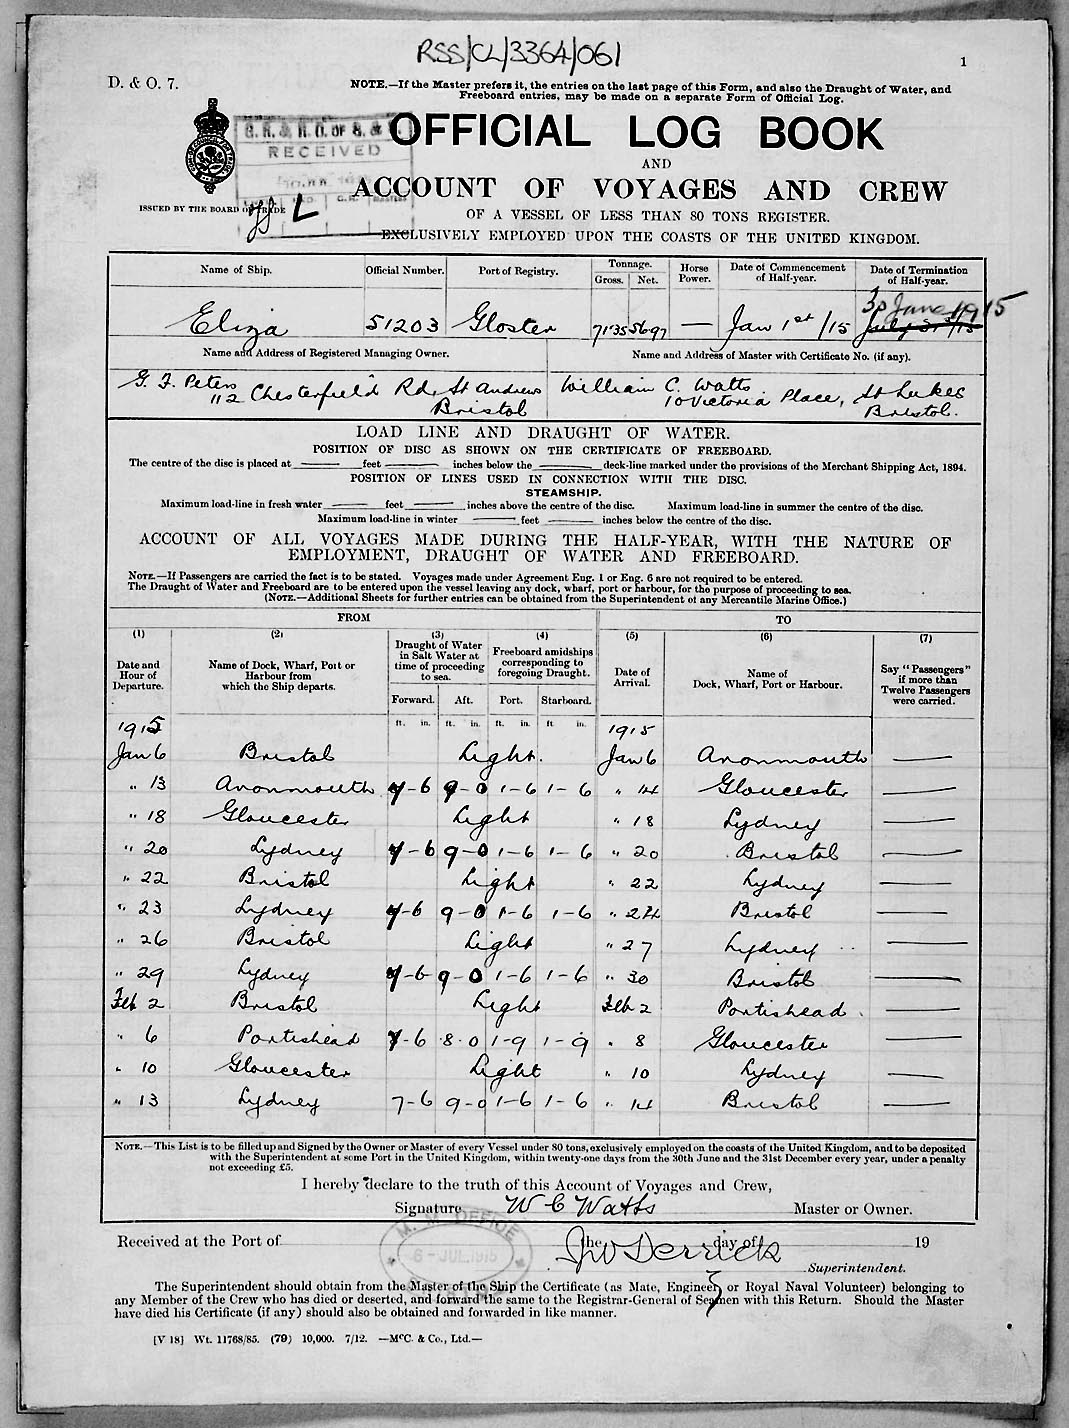 RSS/CL/3364/061
1
D. & O. 7.
NOTE.—If the Master prefers it, the entries on the last page of this Form, and also the Draught of Water, and
Freeboard entries, may be made on a separate Form of Official Log.
G. R. & R. O. OF S. & S.
RECEIVED
OFFICIAL LOG BOOK
AND
ACCOUNT OF VOYAGES AND CREW
ISSUED BY THE BOARD OF TRADE
L
OF A VESSEL OF LESS THAN 80 TONS REGISTER.
EXCLUSIVELY EMPLOYED UPON THE COASTS OF THE UNITED KINGDOM.
Name of Ship. Official Number. Port of Registry. Tonnage. Gross. Net. Horse Power. Date of Commencement of Half-year. Date of Termination of Half-year.
30 June 1915
Eliza 51203 Gloster 71.35 56.97 — Jan 1st/15 July 31st/15
Name and Address of Registered Managing Owner. Name and Address of Master with Certificate No. (if any).
G. F. Peters William C. Watts
112 Chesterfield Rd, St Andrews 10 Victoria Place, St Lukes
Bristol Bristol.
LOAD LINE AND DRAUGHT OF WATER.
POSITION OF DISC AS SHOWN ON THE CERTIFICATE OF FREEBOARD.
The centre of the disc is placed at — feet — inches below the — deck-line marked under the provisions of the Merchant Shipping Act, 1894.
POSITION OF LINES USED IN CONNECTION WITH THE DISC.
STEAMSHIP.
Maximum load-line in fresh water — feet — inches above the centre of the disc. Maximum load-line in summer the centre of the disc.
Maximum load-line in winter — feet — inches below the centre of the disc.
ACCOUNT OF ALL VOYAGES MADE DURING THE HALF-YEAR, WITH THE NATURE OF
EMPLOYMENT, DRAUGHT OF WATER AND FREEBOARD.
NOTE.—If Passengers are carried the fact is to be stated. Voyages made under Agreement Eng. 1 or Eng. 6 are not required to be entered.
The Draught of Water and Freeboard are to be entered upon the vessel leaving any dock, wharf, port or harbour, for the purpose of proceeding to sea.
(NOTE.—Additional Sheets for further entries can be obtained from the Superintendent of any Mercantile Marine Office.)
FROM TO
(1) (2) (3) (4) (5) (6) (7)
Date and Hour of Departure. Name of Dock, Wharf, Port or Harbour from which the Ship departs. Draught of Water in Salt Water at time of proceeding to sea. Freeboard amidships corresponding to foregoing Draught. Date of Arrival. Name of Dock, Wharf, Port or Harbour. Say "Passengers" if more than Twelve Passengers were carried.
Forward. Aft. Port. Starboard.
ft. in. ft. in. ft. in. ft in.
1915 1915
Jan 6 Bristol Light. Jan 6 Avonmouth —
" 13 Avonmouth 7-6 9-0 1-6 1-6 " 14 Gloucester —
" 18 Gloucester Light " 18 Lydney —
" 20 Lydney 7-6 9-0 1-6 1-6 " 20 Bristol —
" 22 Bristol Light " 22 Lydney —
" 23 Lydney 7-6 9-0 1-6 1-6 " 24 Bristol —
" 26 Bristol Light " 27 Lydney —
" 29 Lydney 7-6 9-0 1-6 1-6 " 30 Bristol —
Feb 2 Bristol Light Feb 2 Portishead —
" 6 Portishead 7-6 8-0 1-9 1-9 " 8 Gloucester —
" 10 Gloucester Light " 10 Lydney —
" 13 Lydney 7-6 9-0 1-6 1-6 " 14 Bristol —
NOTE.—This List is to be filled up and Signed by the Owner or Master of every Vessel under 80 tons, exclusively employed on the coasts of the United Kingdom, and to be deposited
with the Superintendent at some Port in the United Kingdom, within twenty-one days from the 30th June and the 31st December every year, under a penalty
not exceeding £5.
I hereby declare to the truth of this Account of Voyages and Crew,
Signature W C Watts Master or Owner.
M. M. OFFICE
6 - JUL. 1915
Received at the Port of the day of 19
J W Derrick
Superintendent.
The Superintendent should obtain from the Master of the Ship the Certificate (as Mate, Engineer, or Royal Naval Volunteer) belonging to
any Member of the Crew who has died or deserted, and forward the same to the Registrar-General of Seamen with this Return. Should the Master
have died his Certificate (if any) should also be obtained and forwarded in like manner.
[V 18] Wt. 11768/85. (79) 10,000. 7/12. —McC. & Co., Ltd.—